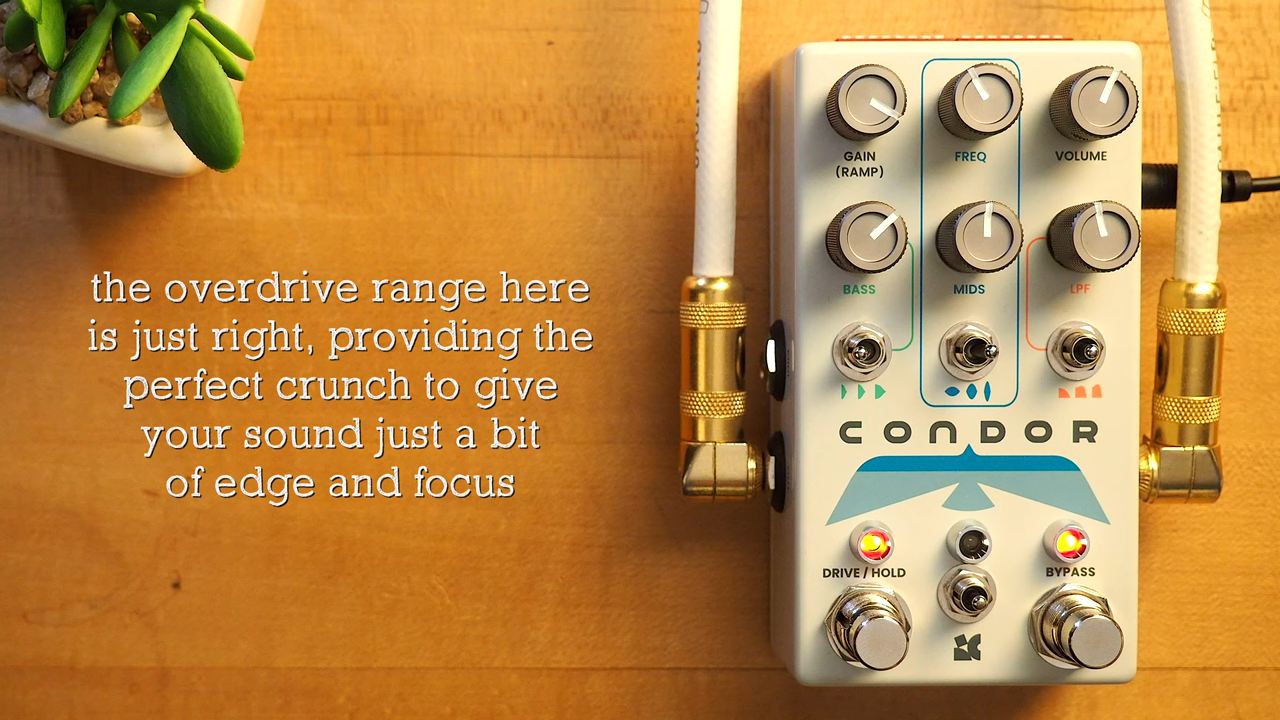 the overdrive range here
is just right, providing the
perfect crunch to give
your sound just a bit
of edge and focus
GAIN
(RAMP)
FREQ
VOLUME
BASS
MIDS
LPF
CONDOR
DRIVE / HOLD
BYPASS